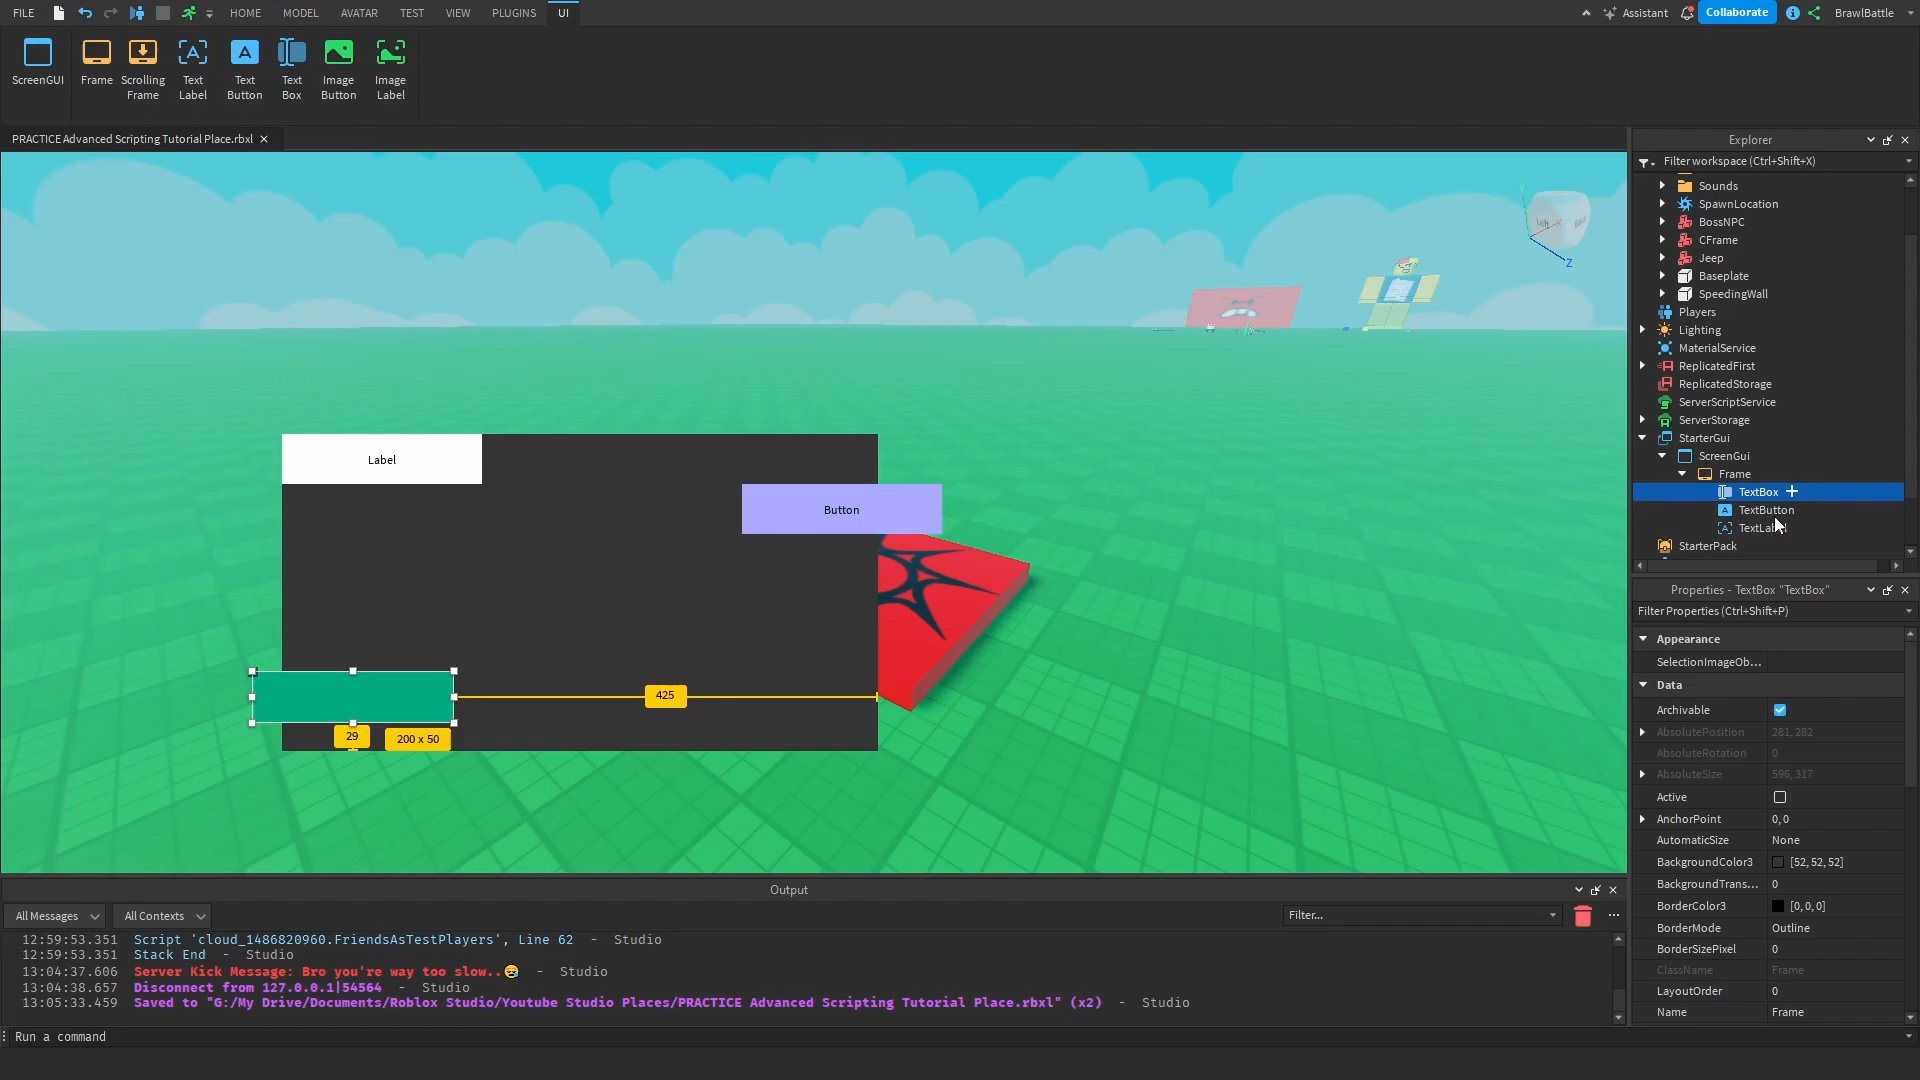 FILE HOME MODEL AVATAR TEST VIEW PLUGINS UI Assistant Collaborate BrawlBattle
ScreenGUI Frame Scrolling Frame Text Label Text Button Text Box Image Button Image Label
PRACTICE Advanced Scripting Tutorial Place.rbxl
Z
Label
Button
425
29
200 x 50
Explorer
Filter workspace (Ctrl+Shift+X)
Sounds
SpawnLocation
BossNPC
CFrame
Jeep
Baseplate
SpeedingWall
Players
Lighting
MaterialService
ReplicatedFirst
ReplicatedStorage
ServerScriptService
ServerStorage
StarterGui
ScreenGui
Frame
TextBox
TextButton
TextLabel
StarterPack
Properties - TextBox "TextBox"
Filter Properties (Ctrl+Shift+P)
Appearance
SelectionImageOb...
Data
Archivable
AbsolutePosition 281, 282
AbsoluteRotation 0
AbsoluteSize 596, 317
Active
AnchorPoint 0, 0
AutomaticSize None
BackgroundColor3 [52, 52, 52]
BackgroundTrans... 0
BorderColor3 [0, 0, 0]
BorderMode Outline
BorderSizePixel 0
ClassName Frame
LayoutOrder 0
Name Frame
Output
All Messages All Contexts Filter...
12:59:53.351 Script 'cloud_1486820960.FriendsAsTestPlayers', Line 62 - Studio
12:59:53.351 Stack End - Studio
13:04:37.606 Server Kick Message: Bro you're way too slow..😪 - Studio
13:04:38.657 Disconnect from 127.0.0.1|54564 - Studio
13:05:33.459 Saved to "G:/My Drive/Documents/Roblox Studio/Youtube Studio Places/PRACTICE Advanced Scripting Tutorial Place.rbxl" (x2) - Studio
Run a command